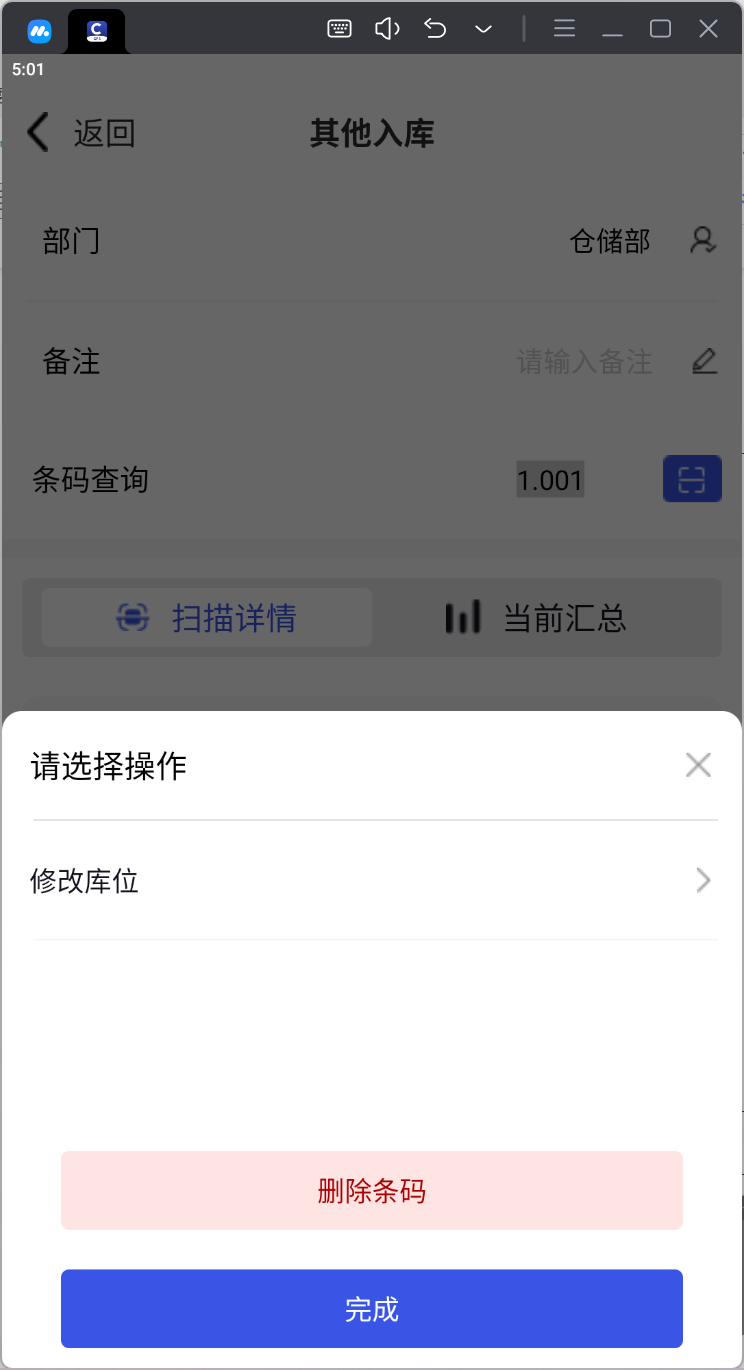 5:01
返回
其他入库
部门
仓储部
备注
请输入备注
条码查询
1.001
扫描详情
当前汇总
请选择操作
修改库位
删除条码
完成